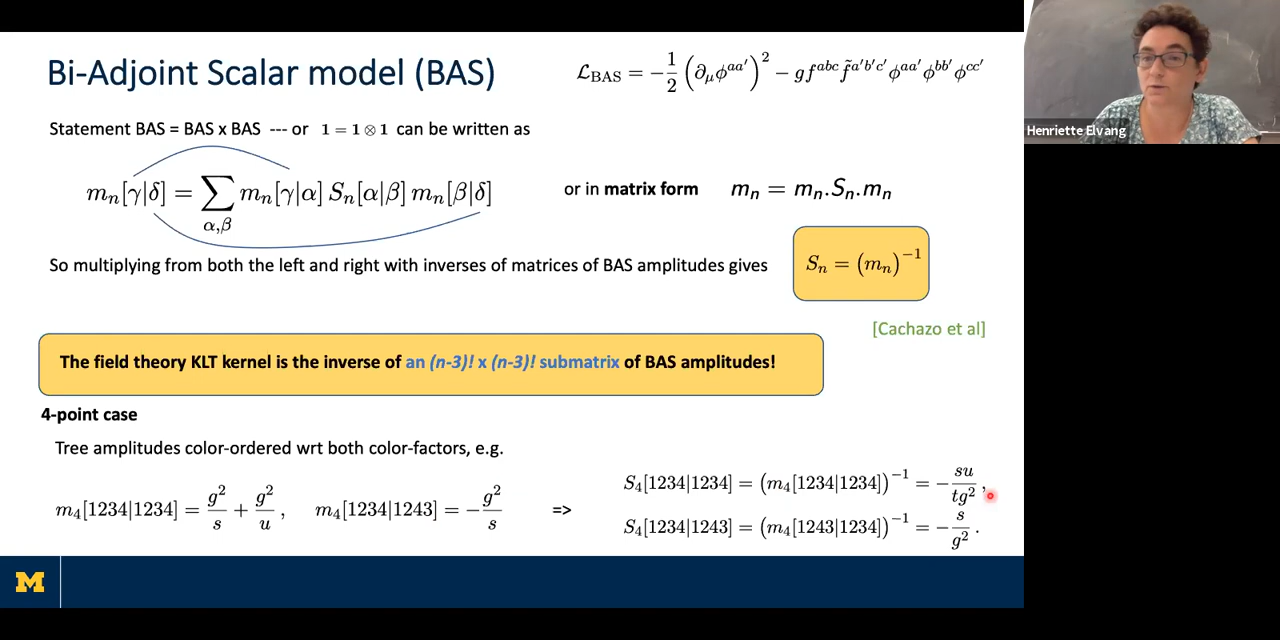 Bi-Adjoint Scalar model (BAS)
ℒ_BAS = −1/2 (∂_μ ϕ^{aa′})² − g f^{abc} f̃^{a′b′c′} ϕ^{aa′} ϕ^{bb′} ϕ^{cc′}
Henriette Elvang
Statement BAS = BAS x BAS --- or 1 = 1 ⊗ 1 can be written as
m_n[γ|δ] = ∑_{α,β} m_n[γ|α] S_n[α|β] m_n[β|δ] or in matrix form m_n = m_n.S_n.m_n
So multiplying from both the left and right with inverses of matrices of BAS amplitudes gives S_n = (m_n)^{−1}
[Cachazo et al]
The field theory KLT kernel is the inverse of an (n-3)! x (n-3)! submatrix of BAS amplitudes!
4-point case
Tree amplitudes color-ordered wrt both color-factors, e.g.
m_4[1234|1234] = g²/s + g²/u , m_4[1234|1243] = −g²/s =>
S_4[1234|1234] = (m_4[1234|1234])^{−1} = −su/tg² ,
S_4[1234|1243] = (m_4[1243|1234])^{−1} = −s/g² .
M